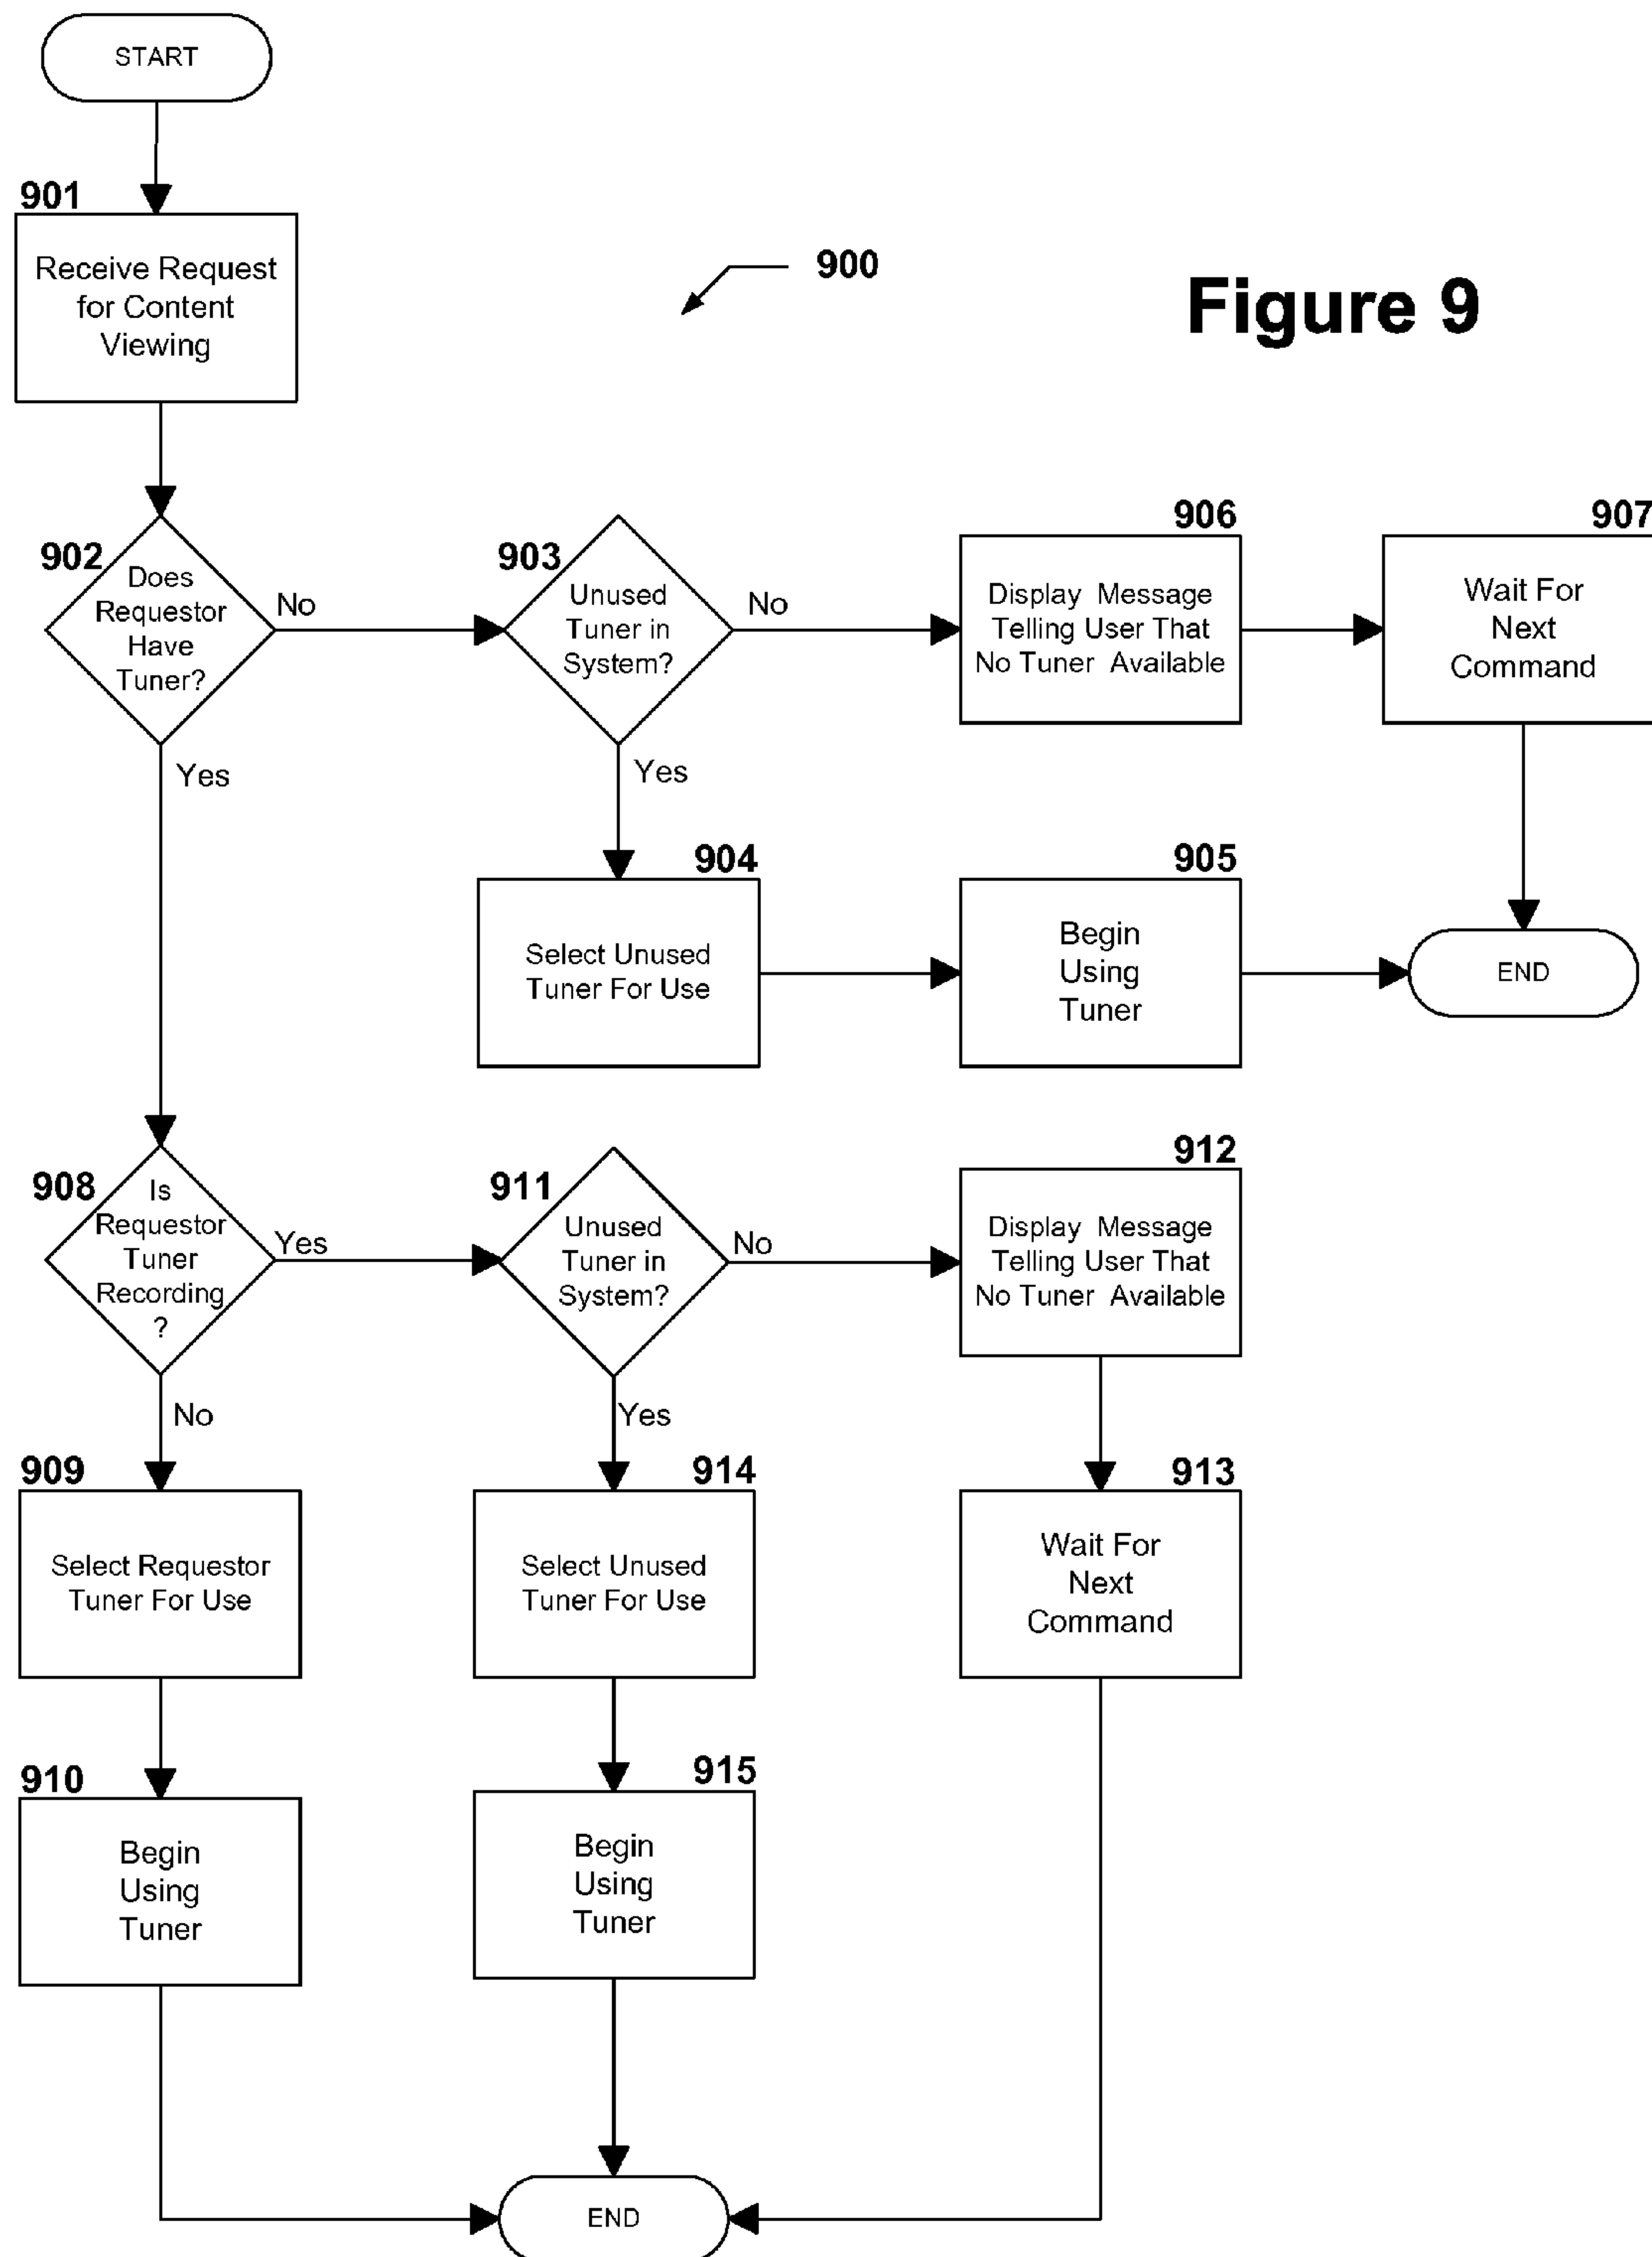 START
901
Receive Request
for Content
Viewing
900
Figure 9
902
Does
Requestor
Have
Tuner?
No
Yes
903
Unused
Tuner in
System?
No
Yes
906
Display Message
Telling User That
No Tuner Available
907
Wait For
Next
Command
904
Select Unused
Tuner For Use
905
Begin
Using
Tuner
END
908
Is
Requestor
Tuner
Recording
?
Yes
No
911
Unused
Tuner in
System?
No
Yes
912
Display Message
Telling User That
No Tuner Available
909
Select Requestor
Tuner For Use
914
Select Unused
Tuner For Use
913
Wait For
Next
Command
910
Begin
Using
Tuner
915
Begin
Using
Tuner
END